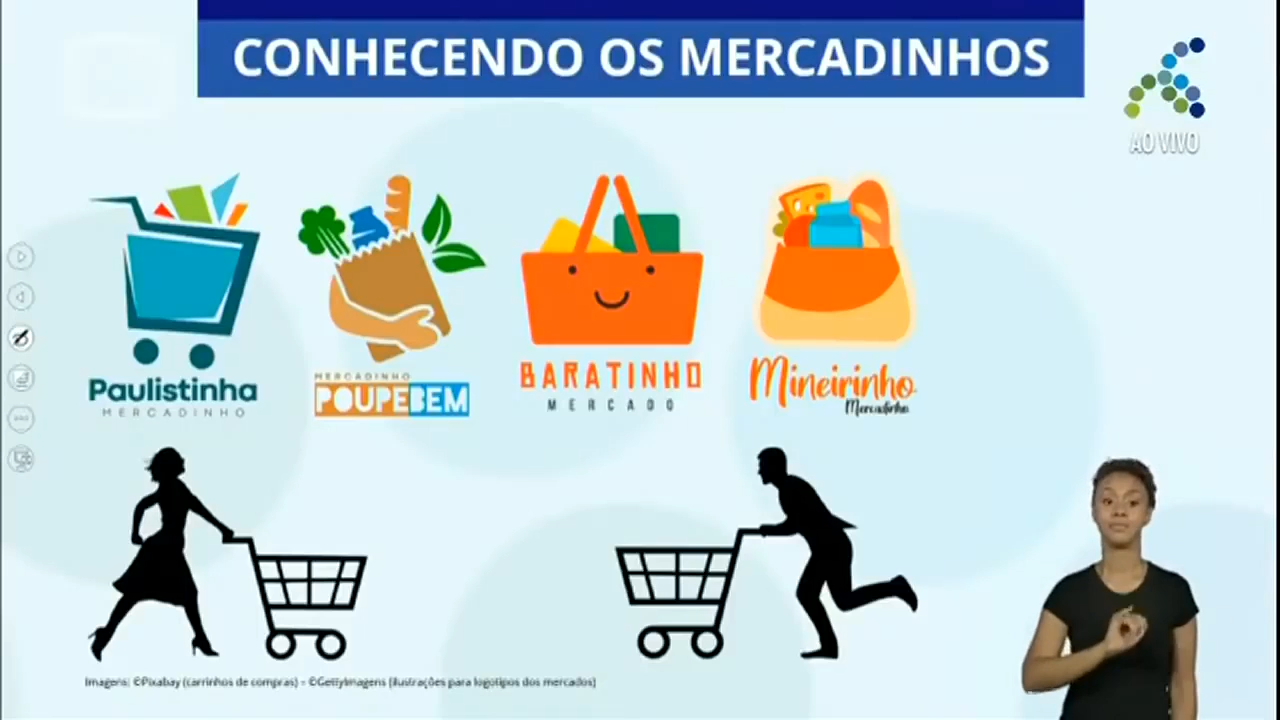 CONHECENDO OS MERCADINHOS
AO VIVO
Paulistinha
MERCADINHO
MERCADINHO
POUPEBEM
BARATINHO
MERCADO
Mineirinho
Mercadinho
Imagens: ©Pixabay (carrinhos de compras) – ©GettyImagens (ilustrações para logotipos dos mercados)